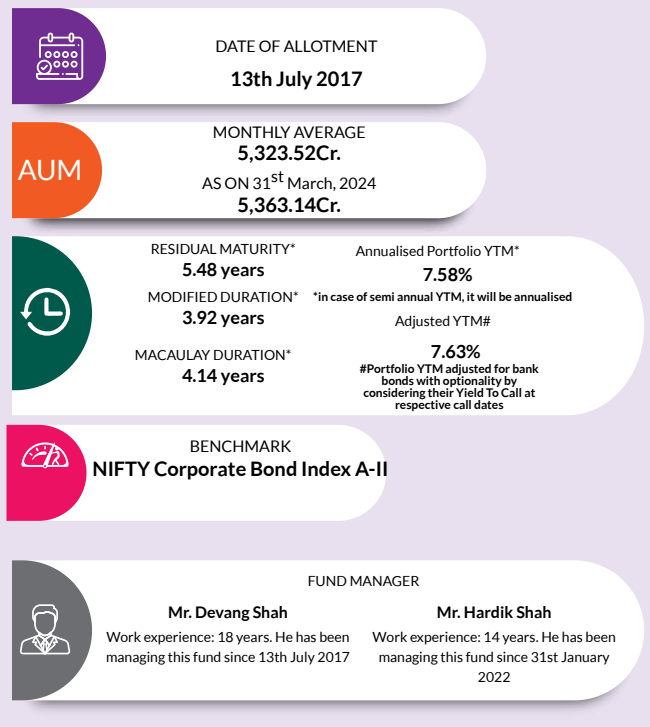 DATE OF ALLOTMENT
13th July 2017
AUM
MONTHLY AVERAGE
5,323.52Cr.
AS ON 31st March, 2024
5,363.14Cr.
RESIDUAL MATURITY*
5.48 years
MODIFIED DURATION*
3.92 years
MACAULAY DURATION*
4.14 years
Annualised Portfolio YTM*
7.58%
*in case of semi annual YTM, it will be annualised
Adjusted YTM#
7.63%
#Portfolio YTM adjusted for bank
bonds with optionality by
considering their Yield To Call at
respective call dates
BENCHMARK
NIFTY Corporate Bond Index A-II
FUND MANAGER
Mr. Devang Shah
Work experience: 18 years. He has been
managing this fund since 13th July 2017
Mr. Hardik Shah
Work experience: 14 years. He has been
managing this fund since 31st January
2022